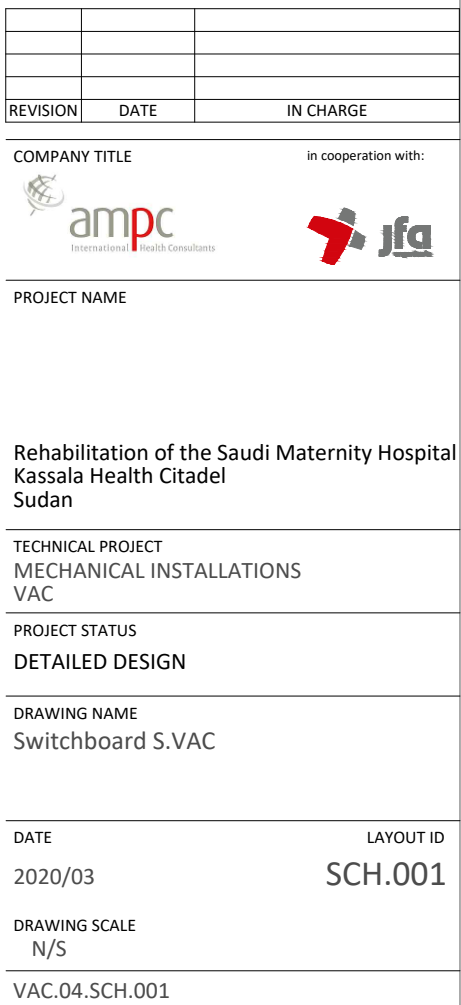 REVISION DATE IN CHARGE
COMPANY TITLE in cooperation with:
ampc
International Health Consultants
jfa
PROJECT NAME
Rehabilitation of the Saudi Maternity Hospital
Kassala Health Citadel
Sudan
TECHNICAL PROJECT
MECHANICAL INSTALLATIONS
VAC
PROJECT STATUS
DETAILED DESIGN
DRAWING NAME
Switchboard S.VAC
DATE LAYOUT ID
2020/03 SCH.001
DRAWING SCALE
N/S
VAC.04.SCH.001